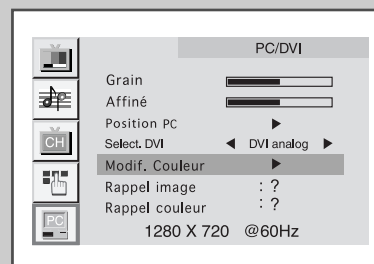 PC/DVI
Grain
Affiné
Position PC ▶
Select. DVI ◀ DVI analog ▶
Modif. Couleur ▶
Rappel image : ?
Rappel couleur : ?
1280 X 720 @60Hz
CH
PC